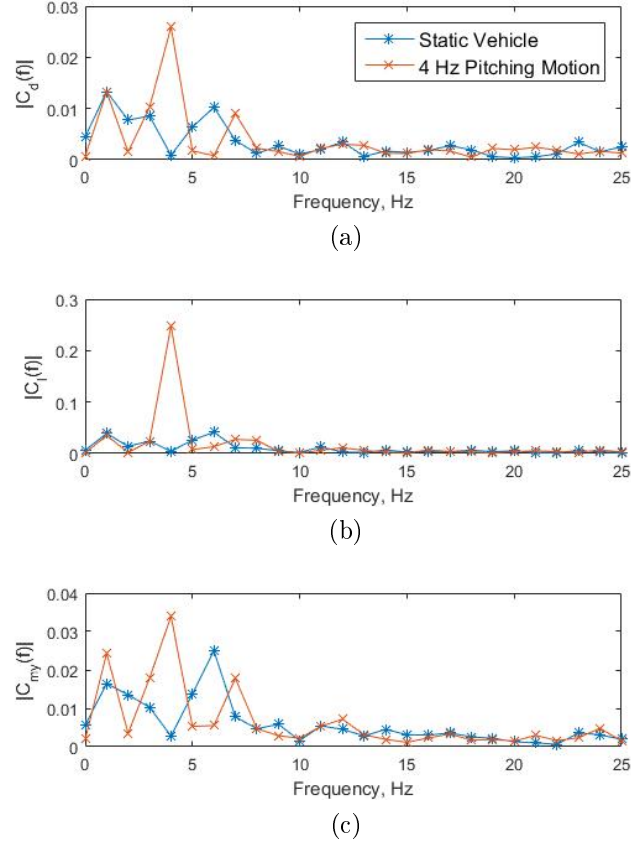 0.03
0.02
0.01
0
|C_d(f)|
Static Vehicle
4 Hz Pitching Motion
0 5 10 15 20 25
Frequency, Hz
(a)
0.3
0.2
0.1
0
|C_l(f)|
0 5 10 15 20 25
Frequency, Hz
(b)
0.04
0.03
0.02
0.01
0
|C_my(f)|
0 5 10 15 20 25
Frequency, Hz
(c)